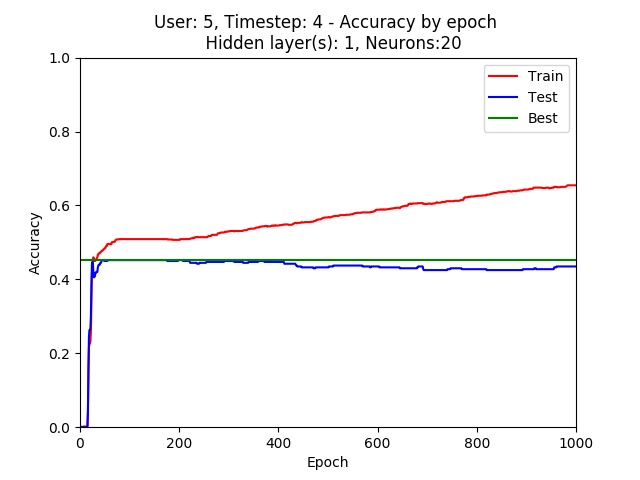 User: 5, Timestep: 4 - Accuracy by epoch
Hidden layer(s): 1, Neurons:20
1.0
0.8
0.6
0.4
0.2
0.0
Accuracy
Train
Test
Best
0
200
400
600
800
1000
Epoch